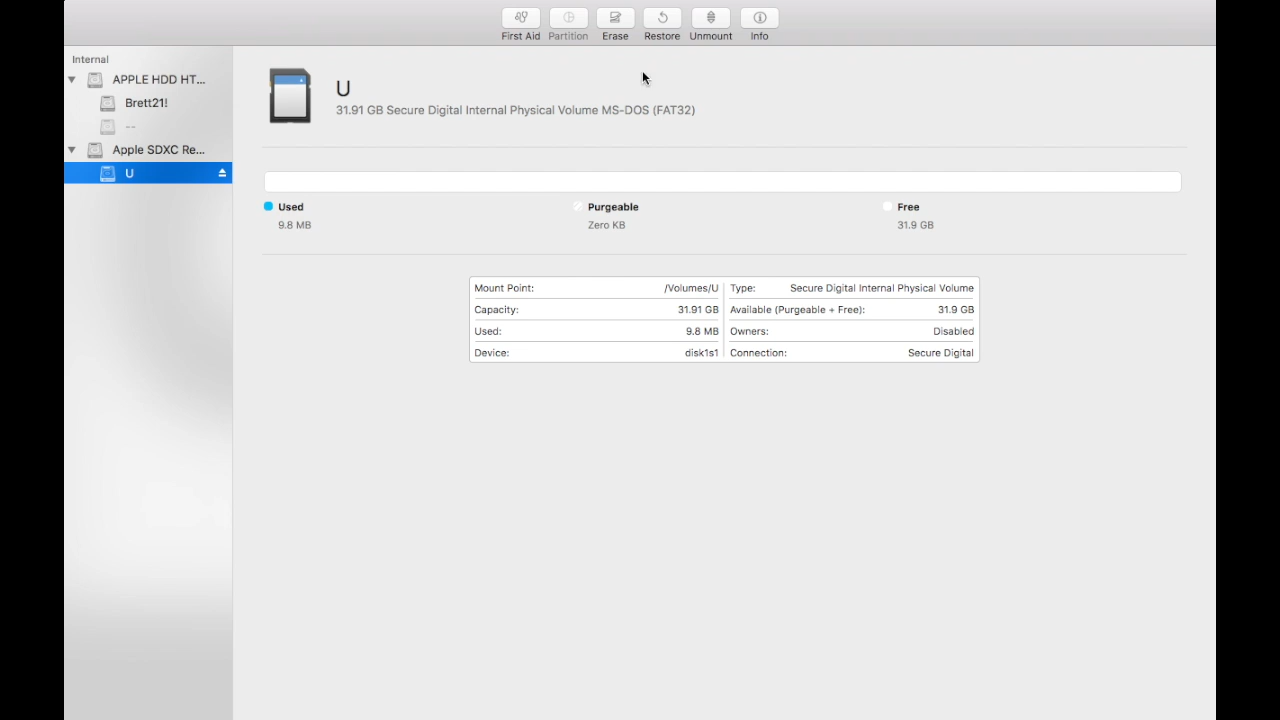 First Aid Partition Erase Restore Unmount Info
Internal
APPLE HDD HT...
Brett21!
--
Apple SDXC Re...
U
U
31.91 GB Secure Digital Internal Physical Volume MS-DOS (FAT32)
Used
9.8 MB
Purgeable
Zero KB
Free
31.9 GB
Mount Point: /Volumes/U
Capacity: 31.91 GB
Used: 9.8 MB
Device: disk1s1
Type: Secure Digital Internal Physical Volume
Available (Purgeable + Free): 31.9 GB
Owners: Disabled
Connection: Secure Digital